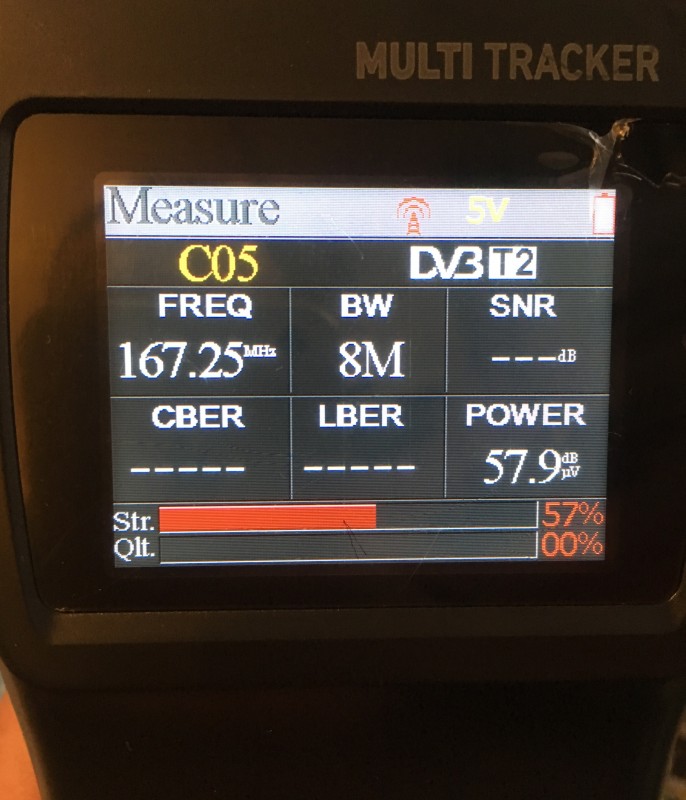 MULTI TRACKER
Measure 5V
C05 DVB T2
FREQ BW SNR
167.25MHz 8M ---dB
CBER LBER POWER
----- ----- 57.9dBµV
Str. 57%
Qlt. 00%